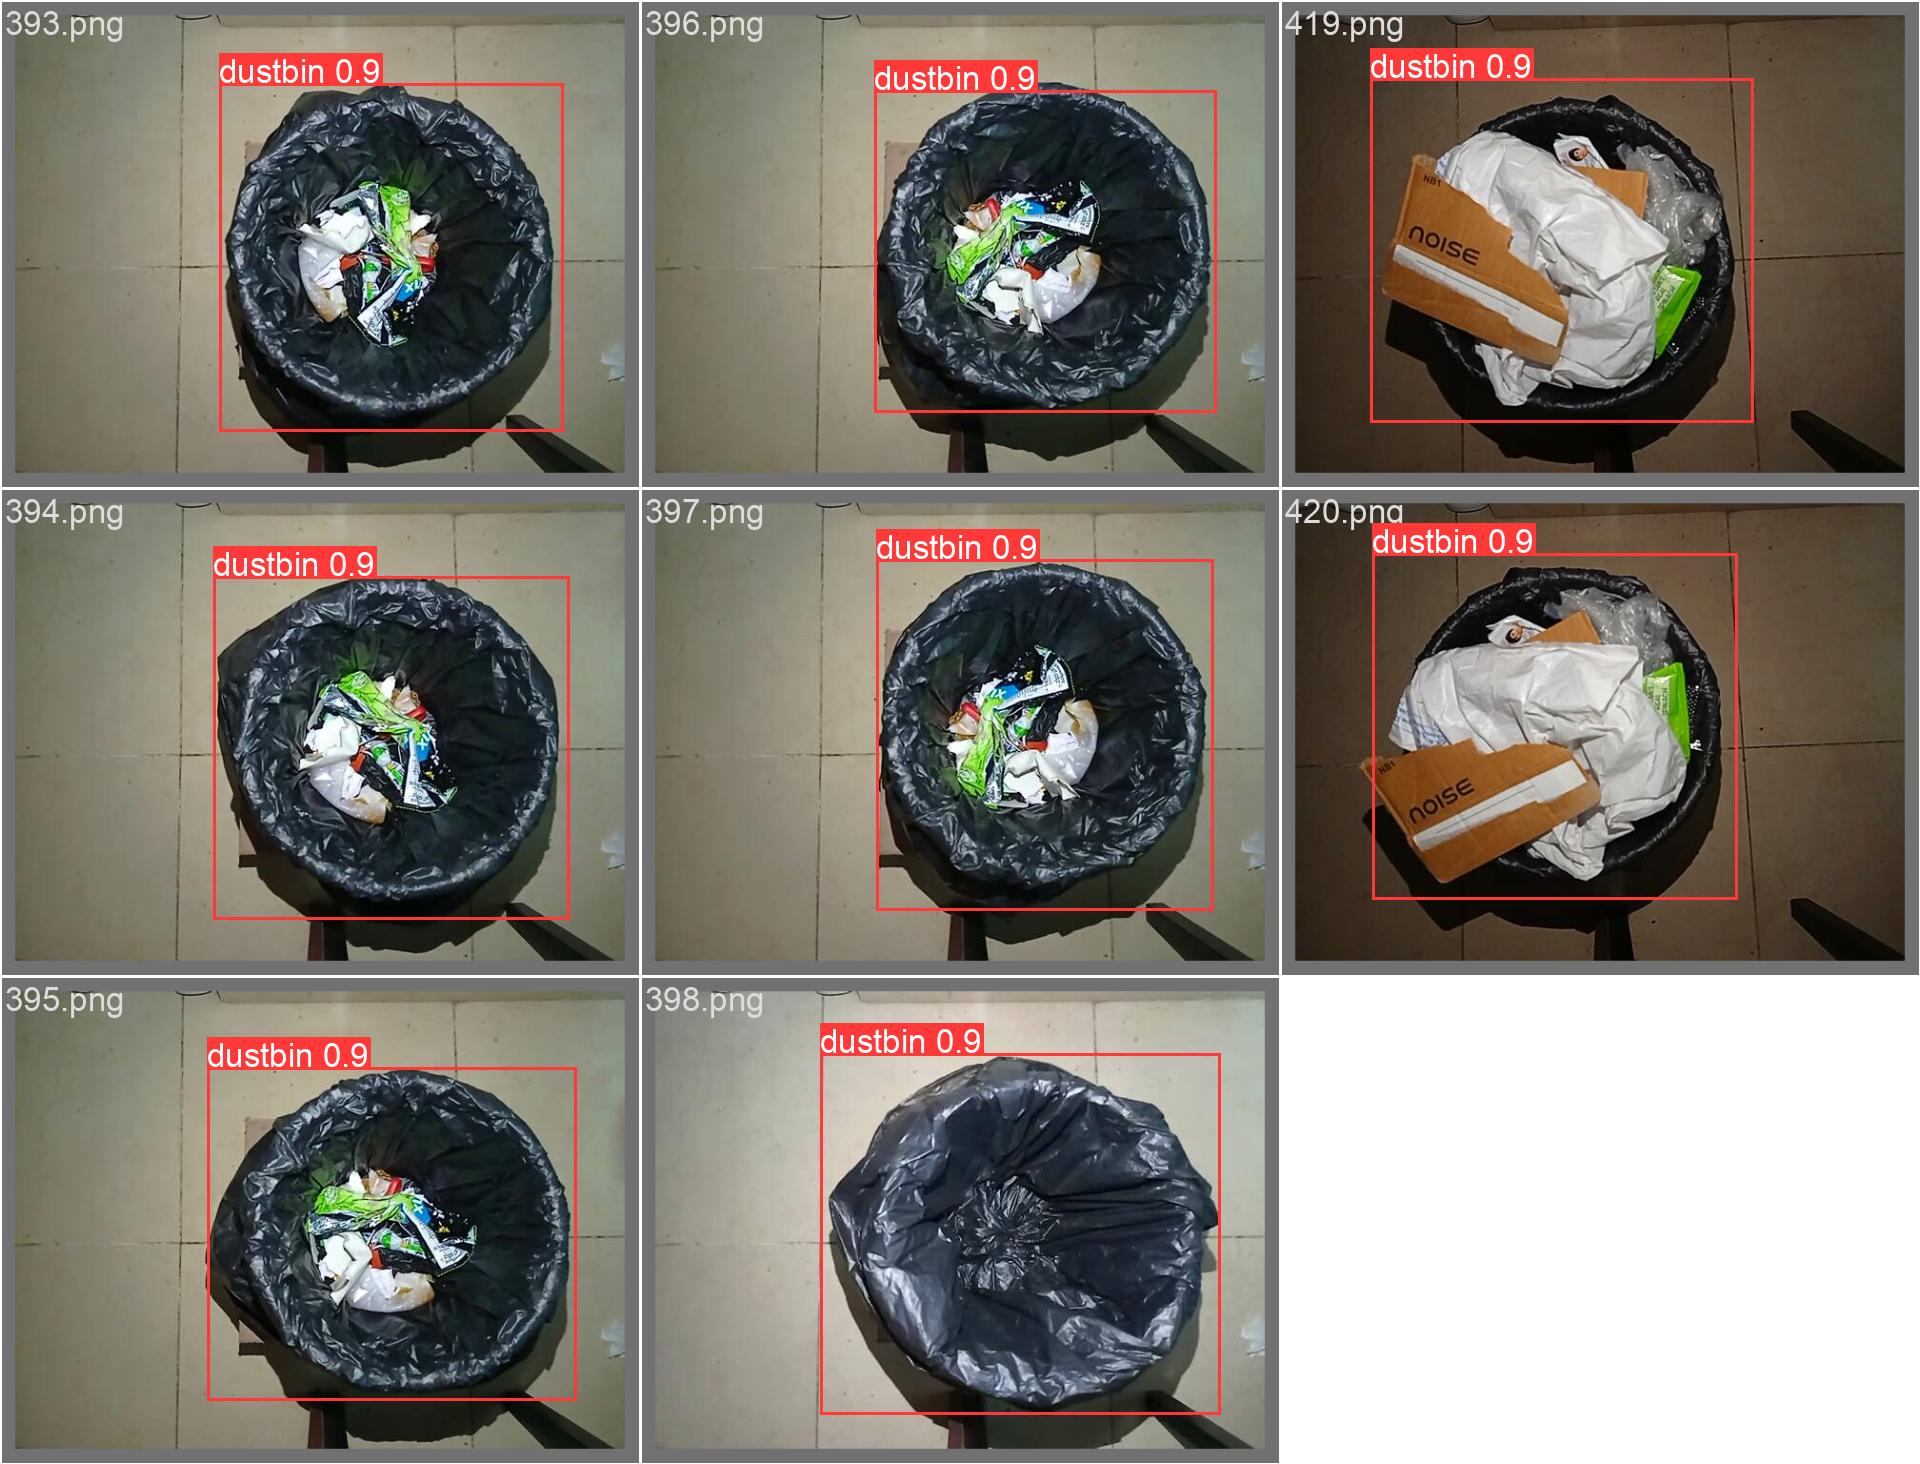 393.png
dustbin 0.9
396.png
dustbin 0.9
419.png
dustbin 0.9
NB1
noise
394.png
dustbin 0.9
397.png
dustbin 0.9
420.png
dustbin 0.9
NB1
noise
395.png
dustbin 0.9
398.png
dustbin 0.9